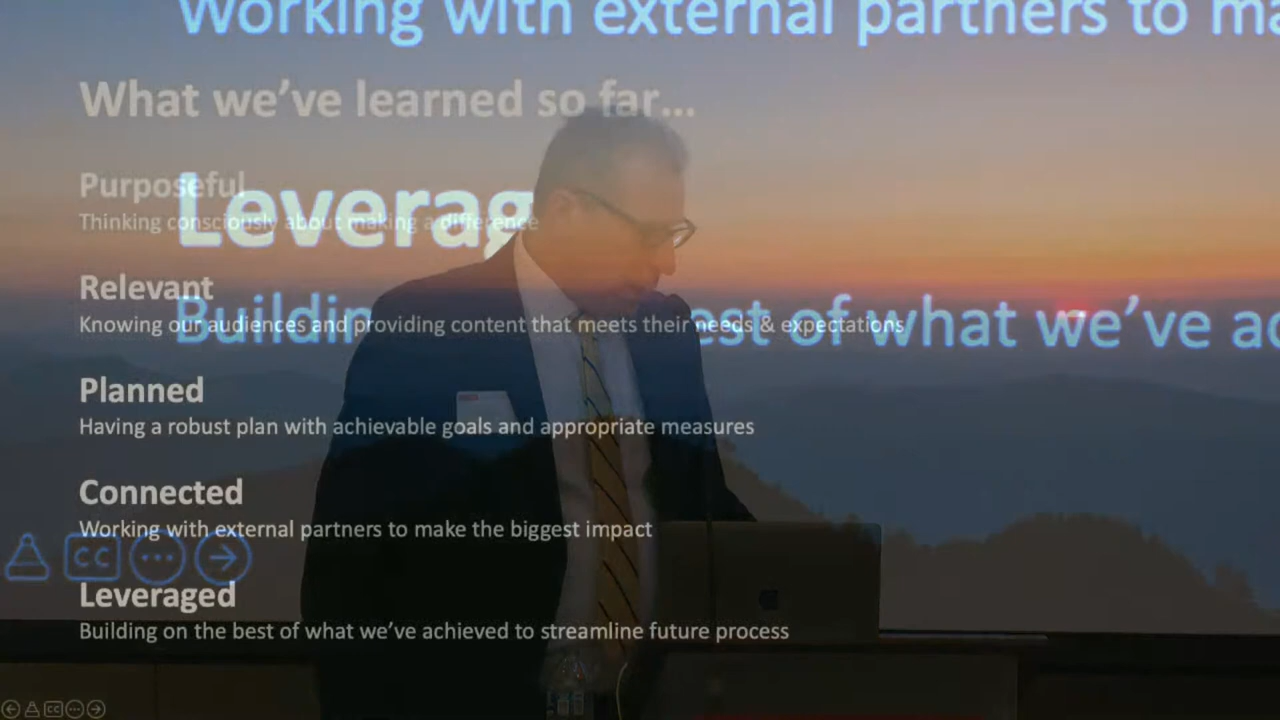 Working with external partners to ma
What we've learned so far...
Purposeful
Leverag
Thinking consciously about making a difference
Relevant
Buildin est of what we've ac
Knowing our audiences and providing content that meets their needs & expectations
Planned
Having a robust plan with achievable goals and appropriate measures
Connected
Working with external partners to make the biggest impact
CC
Leveraged
Building on the best of what we've achieved to streamline future process
CC